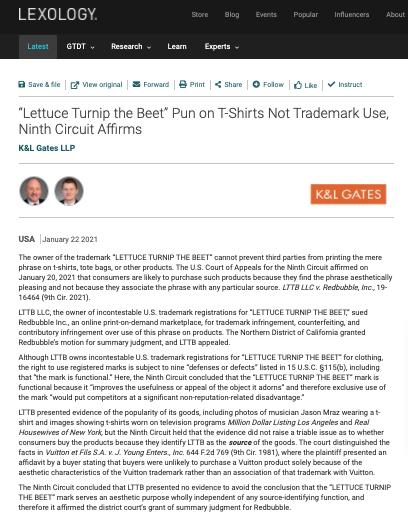 LEXOLOGY.
Store Blog Events Popular Influencers About
Latest GTDT Research Learn Experts
Save & file View original Forward Print Share Follow Like Instruct
“Lettuce Turnip the Beet” Pun on T-Shirts Not Trademark Use,
Ninth Circuit Affirms
K&L Gates LLP
K&L GATES
USA January 22 2021
The owner of the trademark “LETTUCE TURNIP THE BEET” cannot prevent third parties from printing the mere
phrase on t-shirts, tote bags, or other products. The U.S. Court of Appeals for the Ninth Circuit affirmed on
January 20, 2021 that consumers are likely to purchase such products because they find the phrase aesthetically
pleasing and not because they associate the phrase with any particular source. LTTB LLC v. Redbubble, Inc., 19-
16464 (9th Cir. 2021).
LTTB LLC, the owner of incontestable U.S. trademark registrations for “LETTUCE TURNIP THE BEET,” sued
Redbubble Inc., an online print-on-demand marketplace, for trademark infringement, counterfeiting, and
contributory infringement over use of this phrase on products. The Northern District of California granted
Redbubble’s motion for summary judgment, and LTTB appealed.
Although LTTB owns incontestable U.S. trademark registrations for “LETTUCE TURNIP THE BEET” for clothing,
the right to use registered marks is subject to nine “defenses or defects” listed in 15 U.S.C. §115(b), including
that “the mark is functional.” Here, the Ninth Circuit concluded that the “LETTUCE TURNIP THE BEET” mark is
functional because it “improves the usefulness or appeal of the object it adorns” and therefore exclusive use of
the mark “would put competitors at a significant non-reputation-related disadvantage.”
LTTB presented evidence of the popularity of its goods, including photos of musician Jason Mraz wearing a t-
shirt and images showing t-shirts worn on television programs Million Dollar Listing Los Angeles and Real
Housewives of New York, but the Ninth Circuit held that the evidence did not raise a triable issue as to whether
consumers buy the product because they identify LTTB as the source of the goods. The court distinguished the
facts in Vuitton et Fils S.A. v. J. Young Enters., Inc. 644 F.2d 769 (9th Cir. 1981), where the plaintiff presented an
affidavit by a buyer stating that buyers were unlikely to purchase a Vuitton product solely because of the
aesthetic characteristics of the Vuitton trademark rather than an association of that trademark with Vuitton.
The Ninth Circuit concluded that LTTB presented no evidence to avoid the conclusion that the “LETTUCE TURNIP
THE BEET” mark serves an aesthetic purpose wholly independent of any source-identifying function, and
therefore it affirmed the district court’s grant of summary judgment for Redbubble.